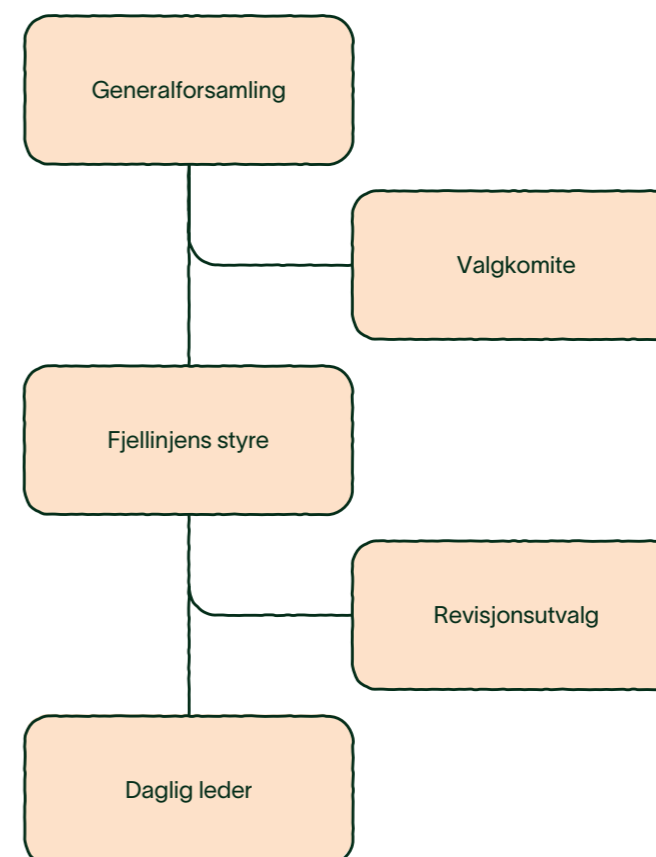 Generalforsamling
Valgkomite
Fjellinjens styre
Revisjonsutvalg
Daglig leder